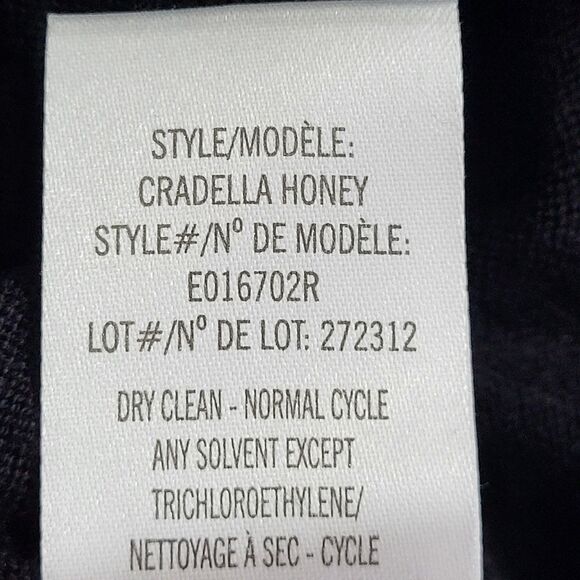 STYLE/MODÈLE:
CRADELLA HONEY
STYLE#/Nº DE MODÈLE:
E016702R
LOT#/Nº DE LOT: 272312
DRY CLEAN - NORMAL CYCLE
ANY SOLVENT EXCEPT
TRICHLOROETHYLENE/
NETTOYAGE À SEC - CYCLE